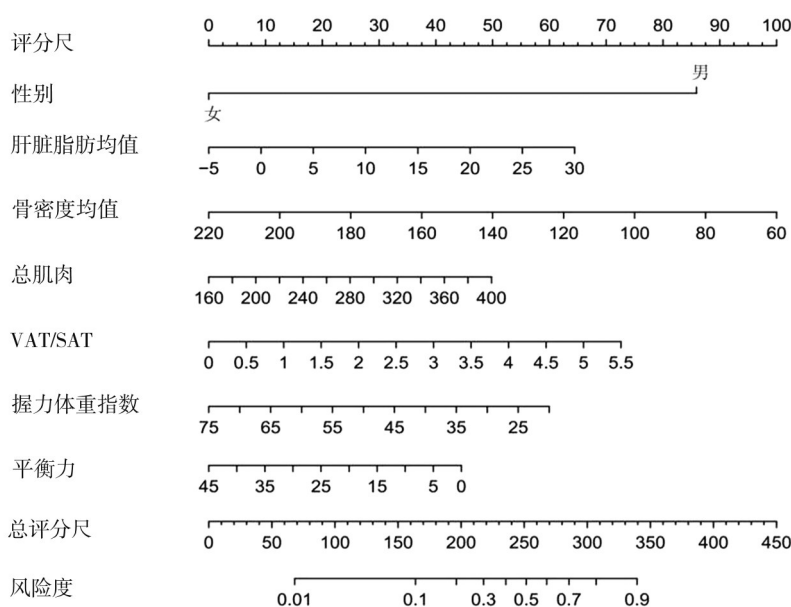 0 10 20 30 40 50 60 70 80 90 100
评分尺
男
性别
女
肝脏脂肪均值
−5 0 5 10 15 20 25 30
骨密度均值
220 200 180 160 140 120 100 80 60
总肌肉
160 200 240 280 320 360 400
VAT/SAT
0 0.5 1 1.5 2 2.5 3 3.5 4 4.5 5 5.5
握力体重指数
75 65 55 45 35 25
平衡力
45 35 25 15 5 0
总评分尺
0 50 100 150 200 250 300 350 400 450
风险度
0.01 0.1 0.3 0.5 0.7 0.9